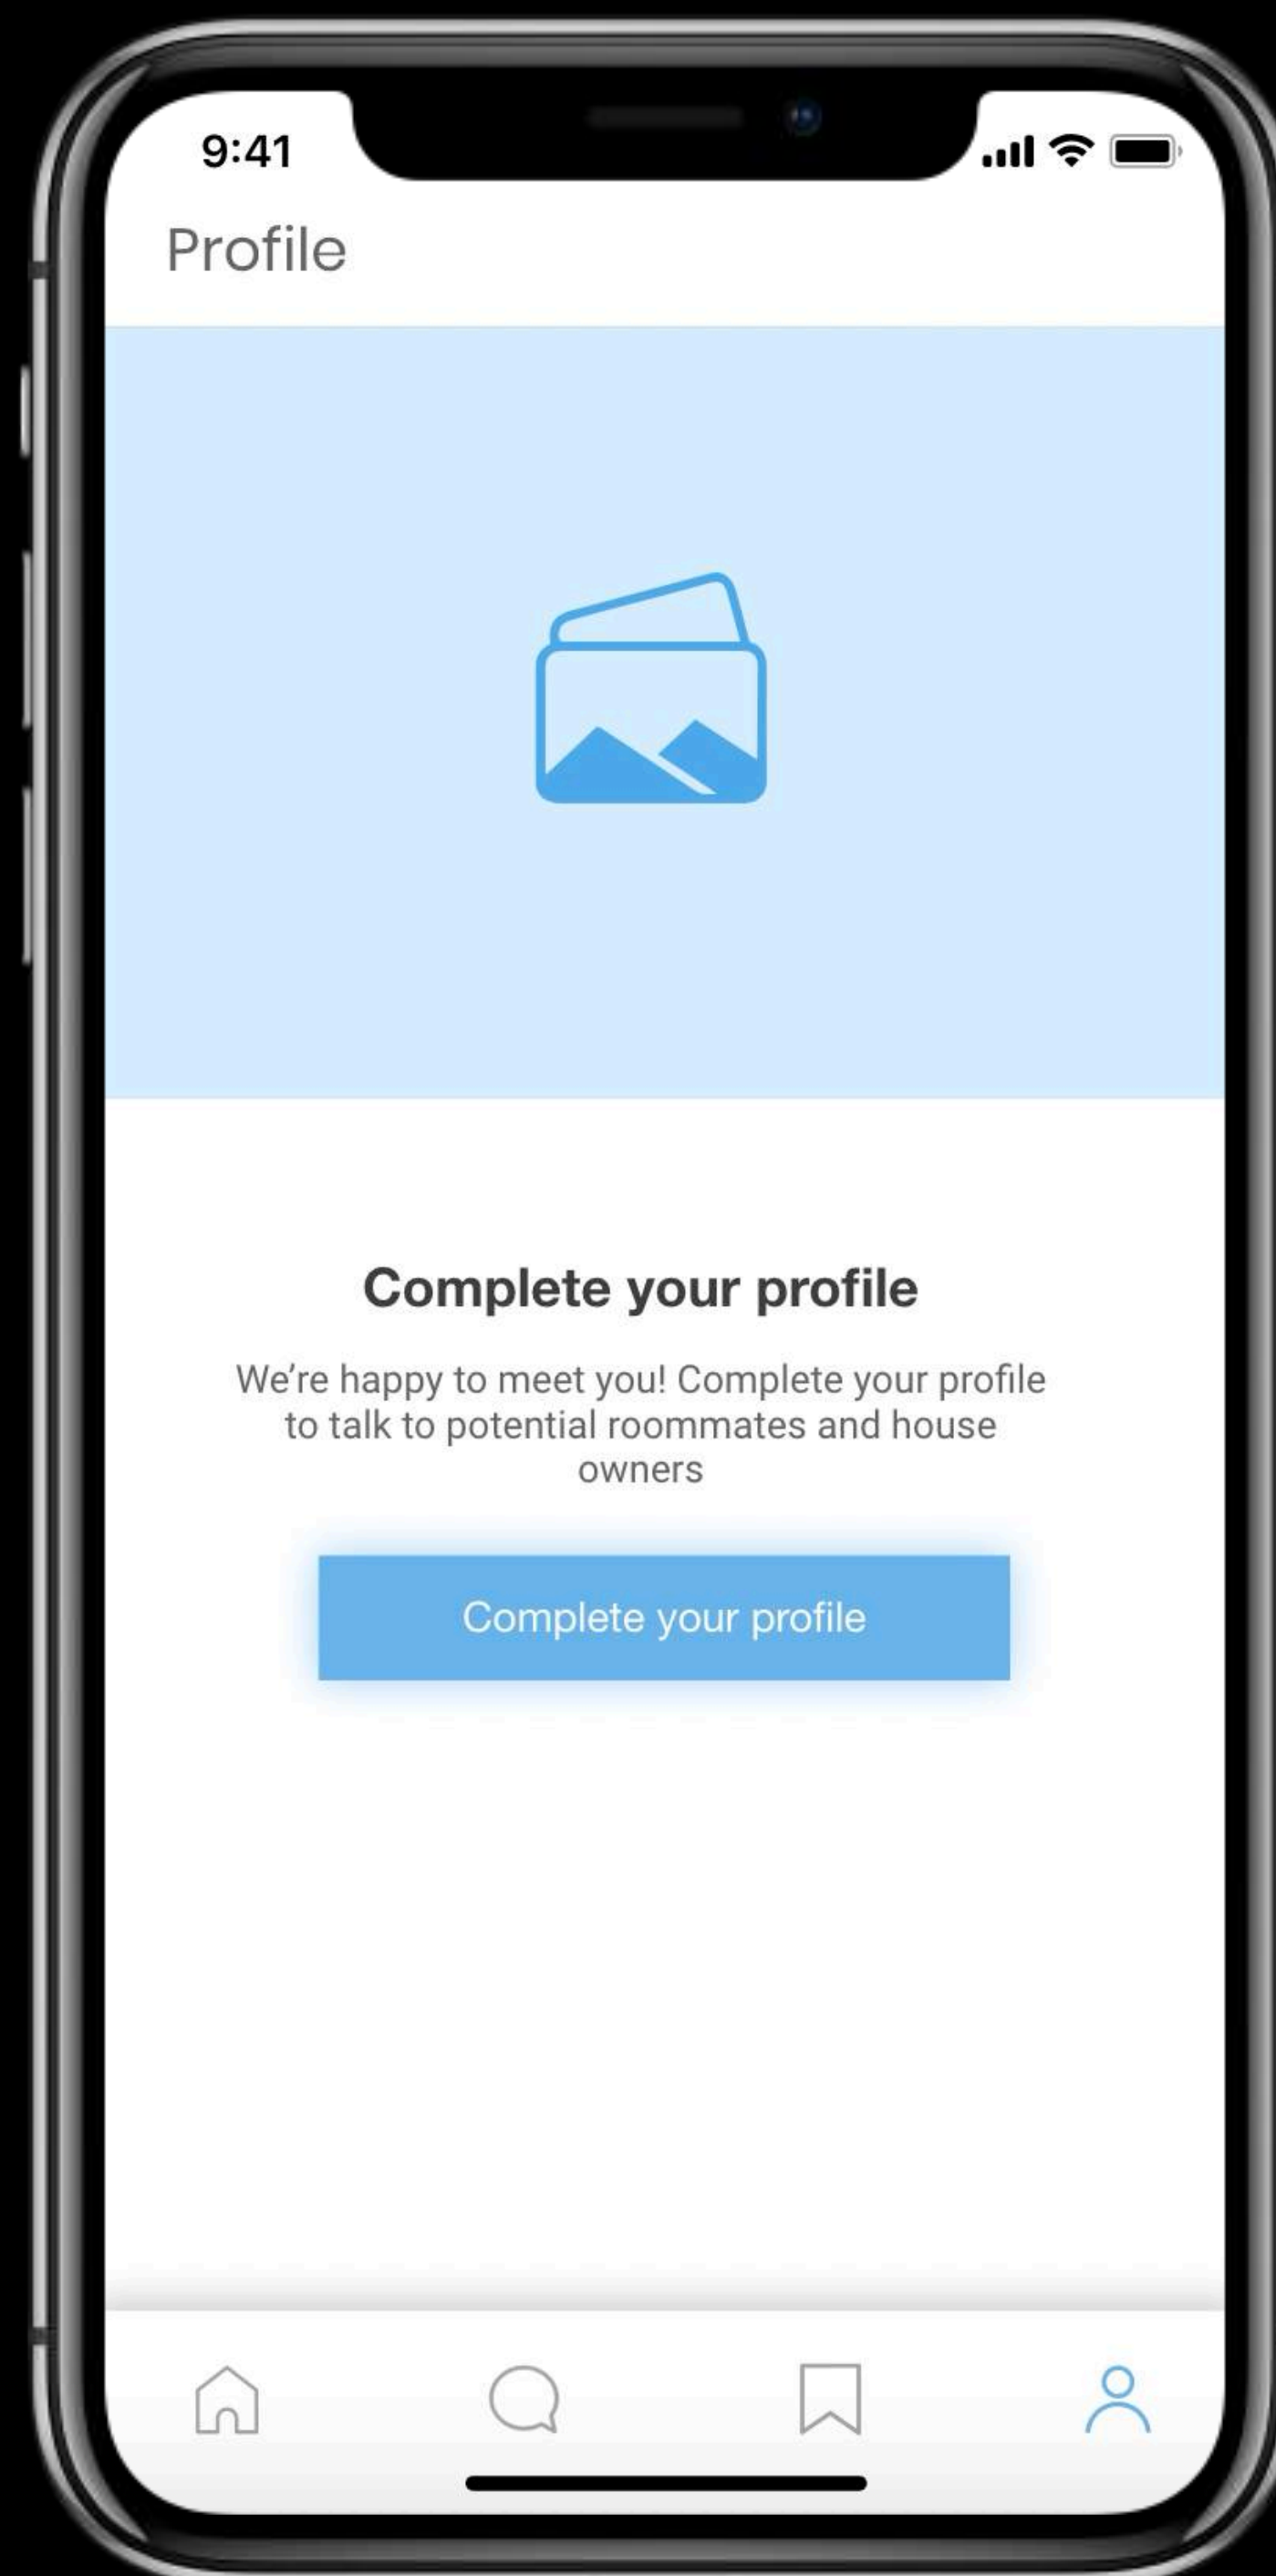 9:41
Profile
Complete your profile
We’re happy to meet you! Complete your profile
to talk to potential roommates and house
owners
Complete your profile